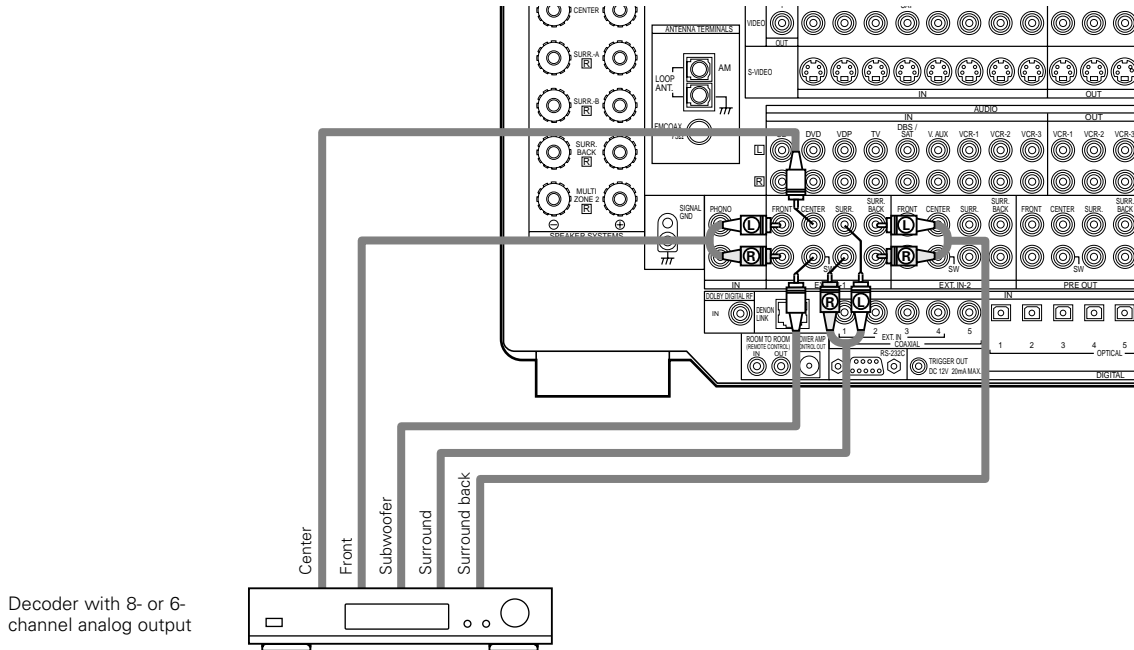 CENTER
SURR.-A
R
SURR.-B
R
SURR.
BACK
R
MULTI
ZONE 2
R
SPEAKER SYSTEMS
ANTENNA TERMINALS
AM
LOOP
ANT.
SIGNAL
GND
VIDEO
OUT
S-VIDEO
IN OUT
AUDIO
IN OUT
DVD VDP TV DBS / SAT V. AUX VCR-1 VCR-2 VCR-3 VCR-1 VCR-2 VCR-3
L
R
PHONO FRONT CENTER SURR. SURR. BACK FRONT CENTER SURR. SURR. BACK FRONT CENTER SURR. SURR. BACK
L L
R R
SW SW SW
IN EXT. IN-2 PRE OUT
DOLBY DIGITAL RF
IN
DENON
LINK
R L
IN
1 2 3 4 5
EXT. IN
COAXIAL
1 2 3 4 5
OPTICAL
DIGITAL
ROOM TO ROOM
(REMOTE CONTROL)
IN OUT
POWER AMP
CONTROL OUT
RS-232C
TRIGGER OUT
DC 12V 20mA MAX.
Center
Front
Subwoofer
Surround
Surround back
Decoder with 8- or 6-
channel analog output